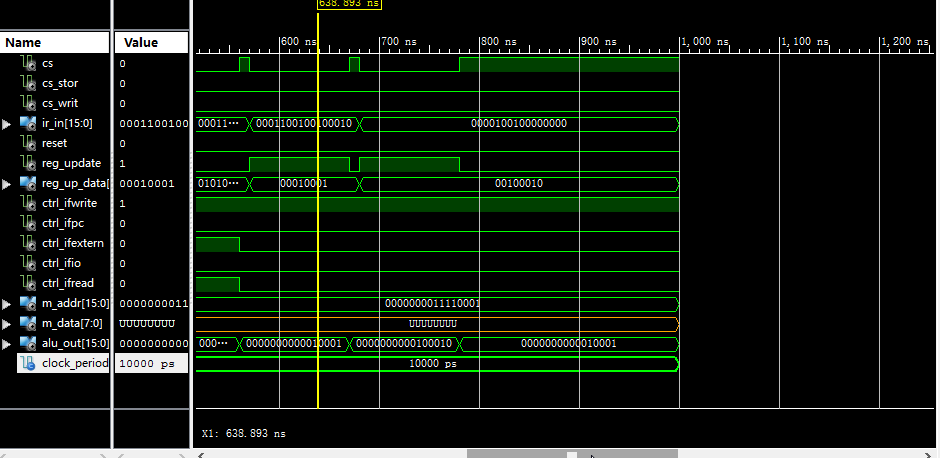 638.893 ns
Name Value 600 ns 700 ns 800 ns 900 ns 1,000 ns 1,100 ns 1,200 ns
cs 0
cs_stor 0
cs_writ 0
ir_in[15:0] 0001100100 00011··· 0001100100100010 0000100100000000
reset 0
reg_update 1
reg_up_data[ 00010001 01010··· 00010001 00100010
ctrl_ifwrite 1
ctrl_ifpc 0
ctrl_ifextern 0
ctrl_ifio 0
ctrl_ifread 0
m_addr[15:0] 0000000011 0000000011110001
m_data[7:0] UUUUUUUU UUUUUUUU
alu_out[15:0] 0000000000 000··· 0000000000010001 0000000000100010 0000000000010001
clock_period 10000 ps 10000 ps
X1: 638.893 ns